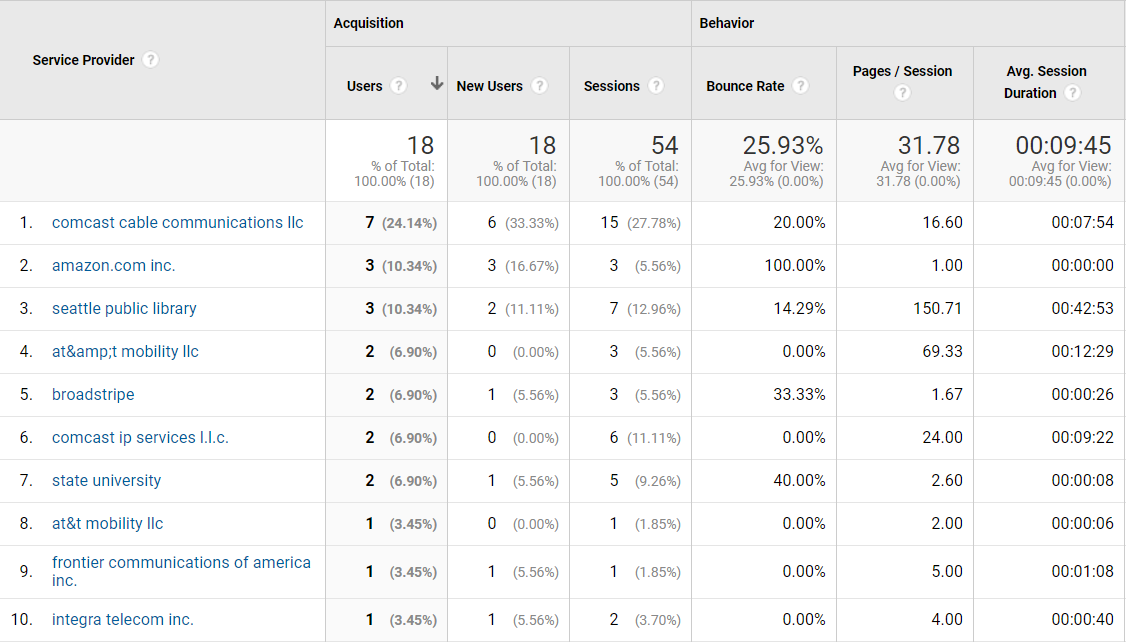 Acquisition Behavior
Service Provider ?
Users ? New Users ? Sessions ? Bounce Rate ? Pages / Session ? Avg. Session Duration ?
18 18 54 25.93% 31.78 00:09:45
% of Total: % of Total: % of Total: Avg for View: Avg for View: Avg for View:
100.00% (18) 100.00% (18) 100.00% (54) 25.93% (0.00%) 31.78 (0.00%) 00:09:45 (0.00%)
1. comcast cable communications llc 7 (24.14%) 6 (33.33%) 15 (27.78%) 20.00% 16.60 00:07:54
2. amazon.com inc. 3 (10.34%) 3 (16.67%) 3 (5.56%) 100.00% 1.00 00:00:00
3. seattle public library 3 (10.34%) 2 (11.11%) 7 (12.96%) 14.29% 150.71 00:42:53
4. at&amp;t mobility llc 2 (6.90%) 0 (0.00%) 3 (5.56%) 0.00% 69.33 00:12:29
5. broadstripe 2 (6.90%) 1 (5.56%) 3 (5.56%) 33.33% 1.67 00:00:26
6. comcast ip services l.l.c. 2 (6.90%) 0 (0.00%) 6 (11.11%) 0.00% 24.00 00:09:22
7. state university 2 (6.90%) 1 (5.56%) 5 (9.26%) 40.00% 2.60 00:00:08
8. at&t mobility llc 1 (3.45%) 0 (0.00%) 1 (1.85%) 0.00% 2.00 00:00:06
9. frontier communications of america
inc. 1 (3.45%) 1 (5.56%) 1 (1.85%) 0.00% 5.00 00:01:08
10. integra telecom inc. 1 (3.45%) 1 (5.56%) 2 (3.70%) 0.00% 4.00 00:00:40